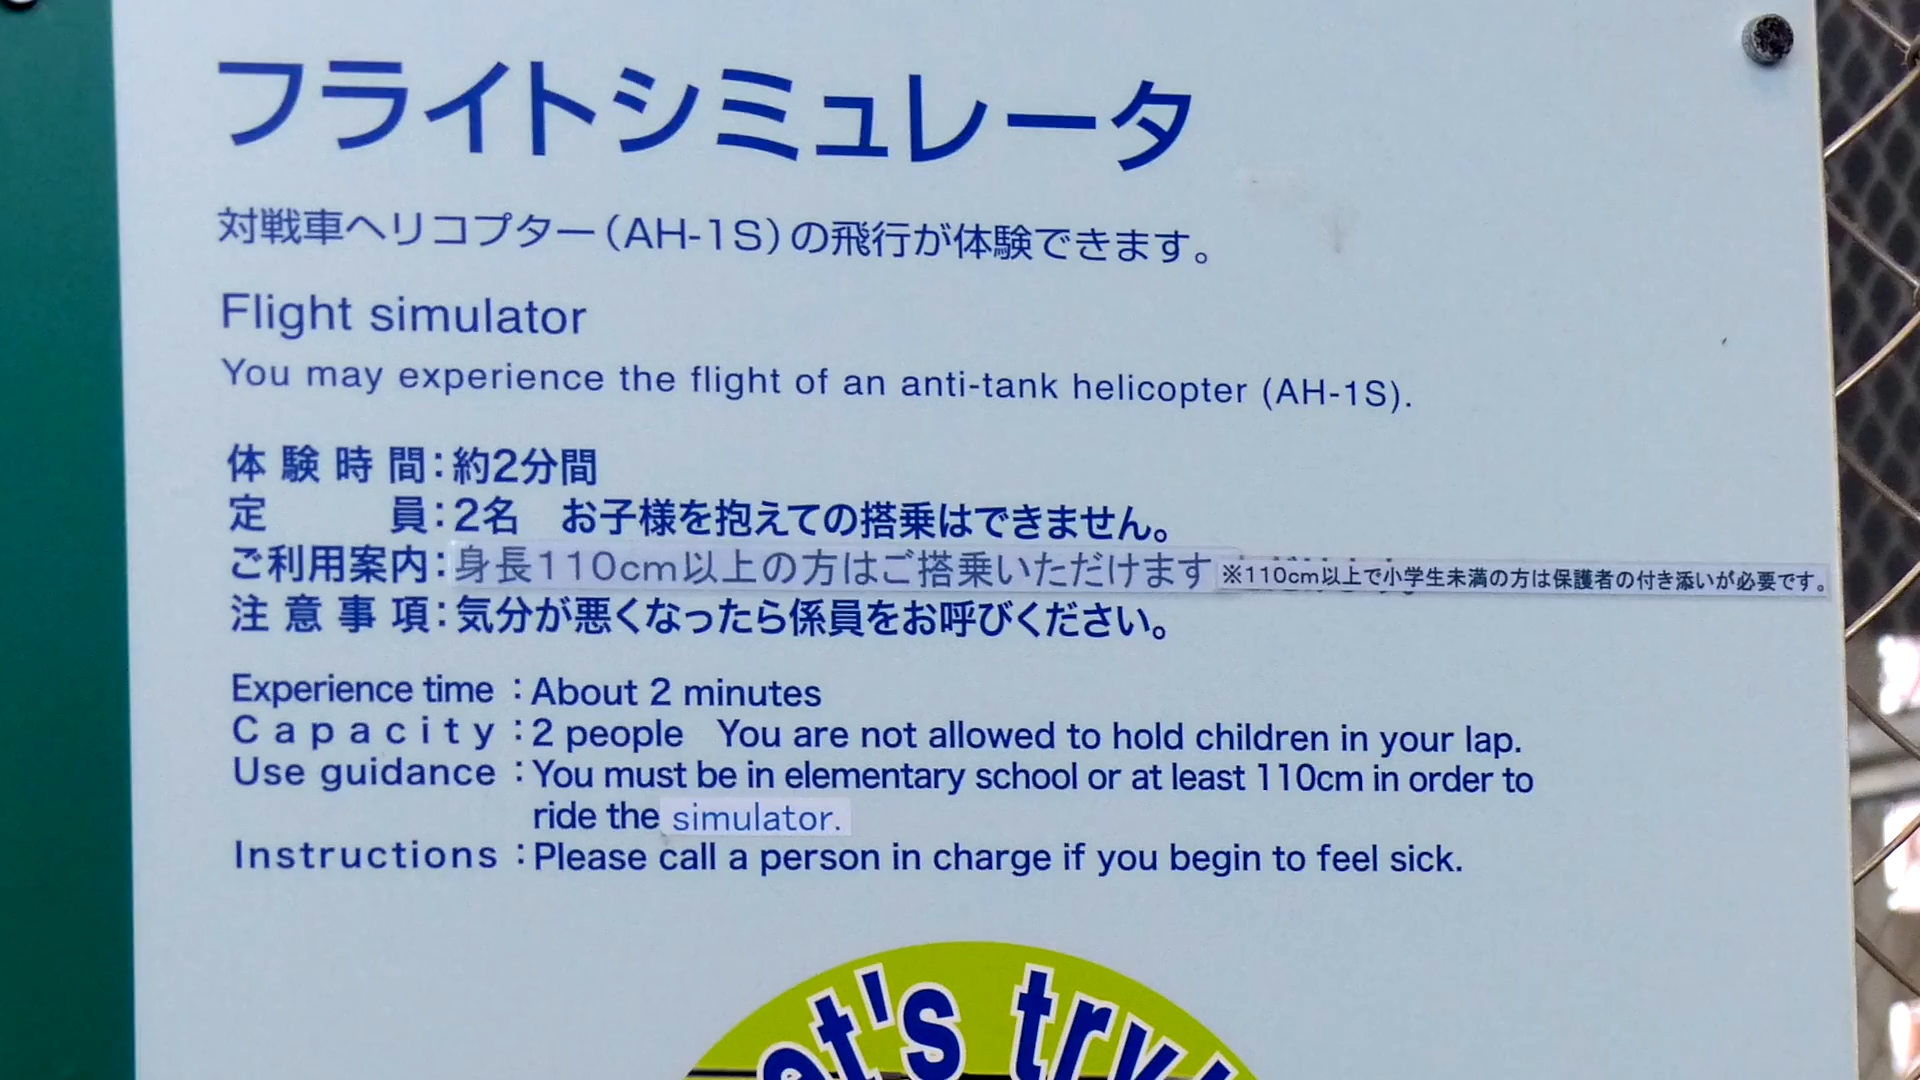 フライトシミュレータ
対戦車ヘリコプター(AH-1S)の飛行が体験できます。
Flight simulator
You may experience the flight of an anti-tank helicopter (AH-1S).
体験時間：約2分間
定員：2名　お子様を抱えての搭乗はできません。
ご利用案内：身長110cm以上の方はご搭乗いただけます ※110cm以上で小学生未満の方は保護者の付き添いが必要です。
注意事項：気分が悪くなったら係員をお呼びください。
Experience time : About 2 minutes
Capacity : 2 people You are not allowed to hold children in your lap.
Use guidance : You must be in elementary school or at least 110cm in order to
ride the simulator.
Instructions : Please call a person in charge if you begin to feel sick.
et's try!